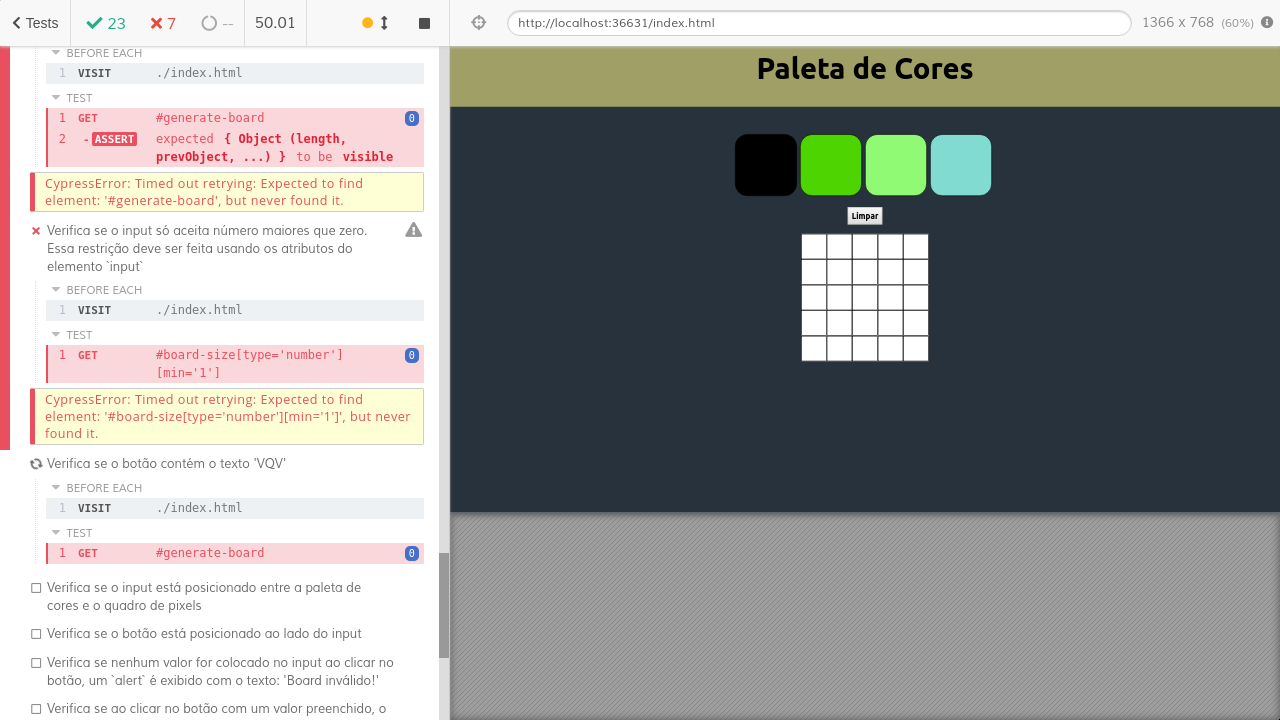 Tests
23
7
--
50.01
http://localhost:36631/index.html
1366 x 768 (60%)
BEFORE EACH
1 VISIT ./index.html
TEST
1 GET #generate-board 0
2 -ASSERT expected { Object (length,
prevObject, ...) } to be visible
CypressError: Timed out retrying: Expected to find
element: '#generate-board', but never found it.
Verifica se o input só aceita número maiores que zero.
Essa restrição deve ser feita usando os atributos do
elemento `input`
BEFORE EACH
1 VISIT ./index.html
TEST
1 GET #board-size[type='number'] 0
[min='1']
CypressError: Timed out retrying: Expected to find
element: '#board-size[type='number'][min='1']', but never
found it.
Verifica se o botão contém o texto 'VQV'
BEFORE EACH
1 VISIT ./index.html
TEST
1 GET #generate-board 0
Verifica se o input está posicionado entre a paleta de
cores e o quadro de pixels
Verifica se o botão está posicionado ao lado do input
Verifica se nenhum valor for colocado no input ao clicar no
botão, um `alert` é exibido com o texto: 'Board inválido!'
Verifica se ao clicar no botão com um valor preenchido, o
Paleta de Cores
Limpar